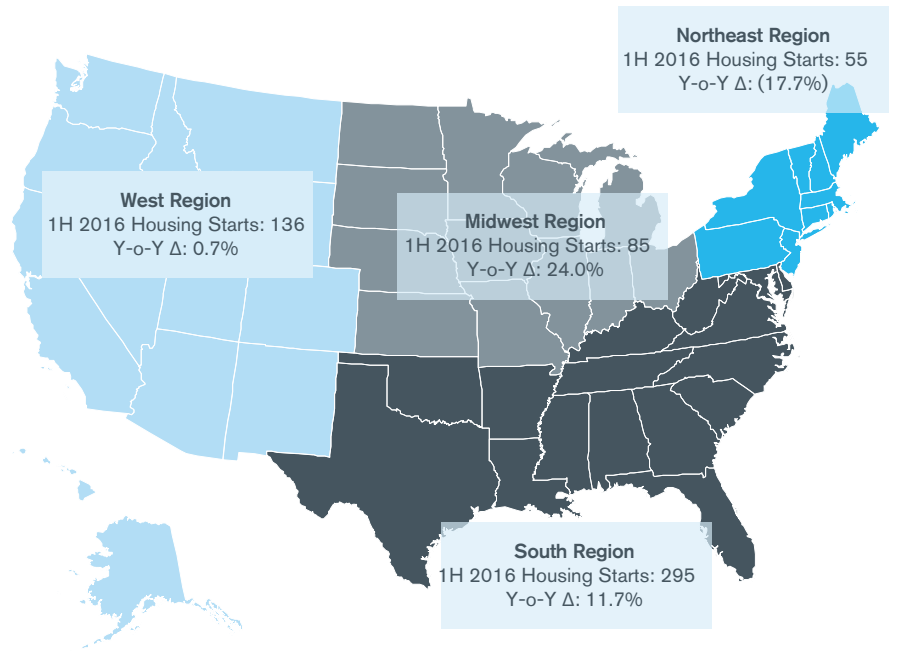 Northeast Region
1H 2016 Housing Starts: 55
Y-o-Y Δ: (17.7%)
West Region
1H 2016 Housing Starts: 136
Y-o-Y Δ: 0.7%
Midwest Region
1H 2016 Housing Starts: 85
Y-o-Y Δ: 24.0%
South Region
1H 2016 Housing Starts: 295
Y-o-Y Δ: 11.7%